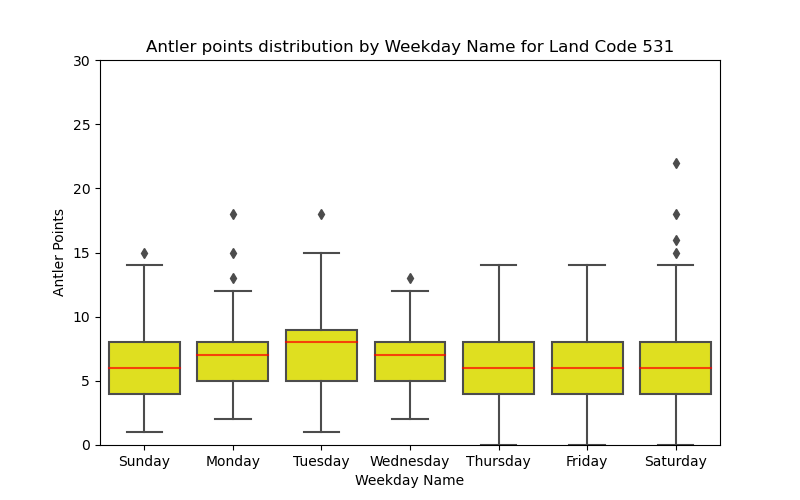 Antler points distribution by Weekday Name for Land Code 531
30
25
20
15
10
5
0
Antler Points
Sunday Monday Tuesday Wednesday Thursday Friday Saturday
Weekday Name